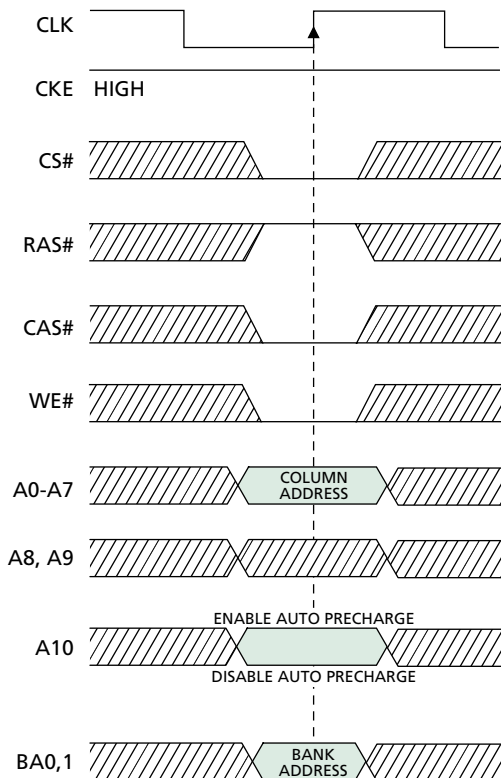 CLK
CKE HIGH
CS#
RAS#
CAS#
WE#
A0-A7
COLUMN
ADDRESS
A8, A9
ENABLE AUTO PRECHARGE
A10
DISABLE AUTO PRECHARGE
BA0,1
BANK
ADDRESS